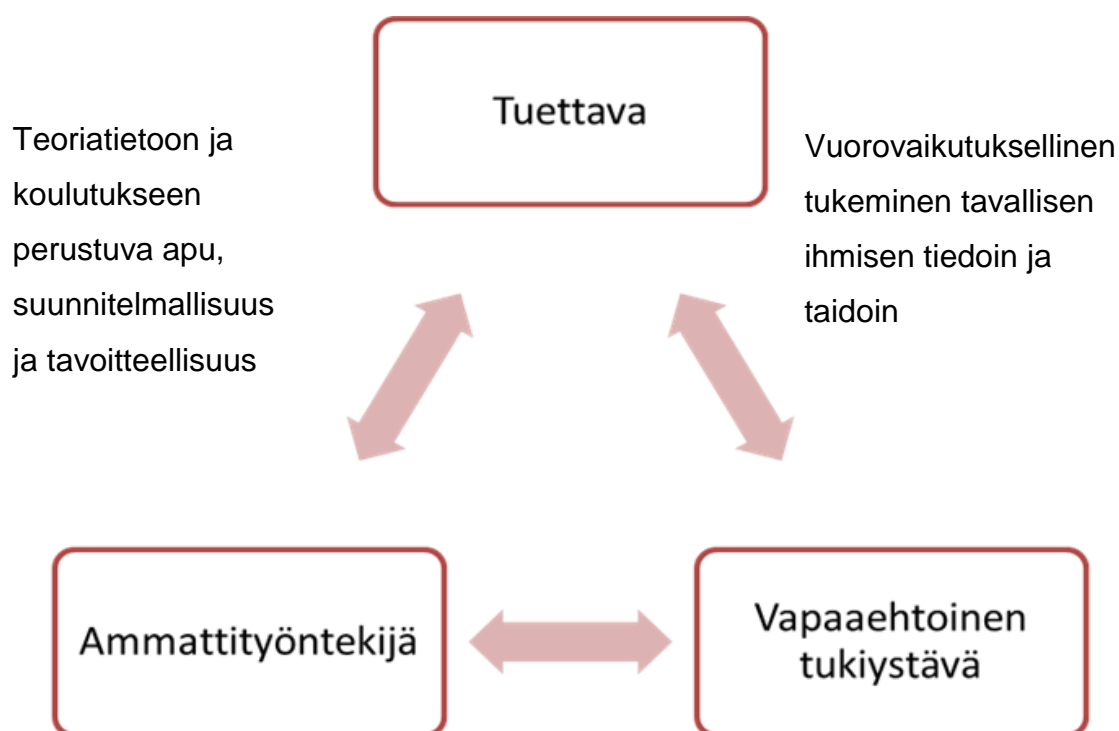 Tuettava
Teoriatietoon ja
koulutukseen
perustuva apu,
suunnitelmallisuus
ja tavoitteellisuus
Vuorovaikutuksellinen
tukeminen tavallisen
ihmisen tiedoin ja
taidoin
Ammattityöntekijä
Vapaaehtoinen
tukiystävä